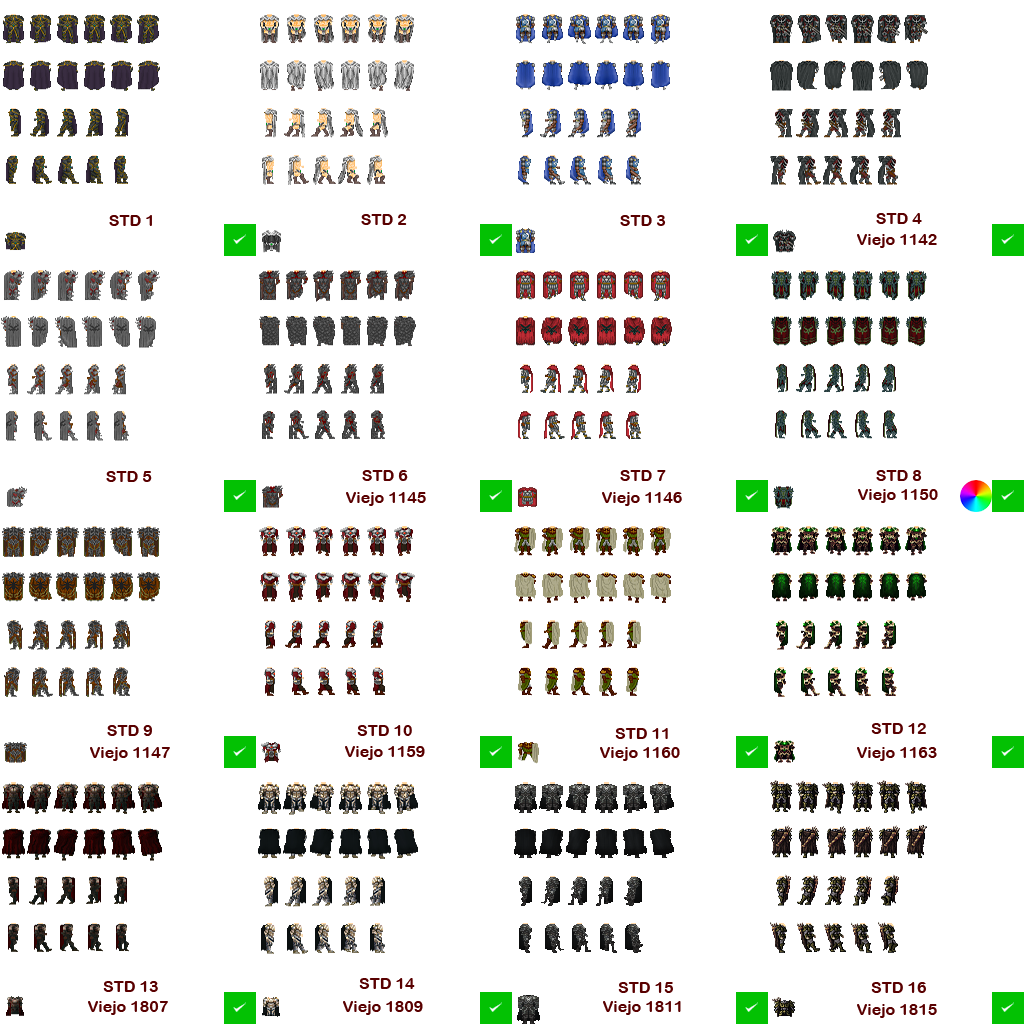 STD 1
STD 2
STD 3
STD 4
Viejo 1142
STD 5
STD 6
Viejo 1145
STD 7
Viejo 1146
STD 8
Viejo 1150
STD 9
Viejo 1147
STD 10
Viejo 1159
STD 11
Viejo 1160
STD 12
Viejo 1163
STD 13
Viejo 1807
STD 14
Viejo 1809
STD 15
Viejo 1811
STD 16
Viejo 1815